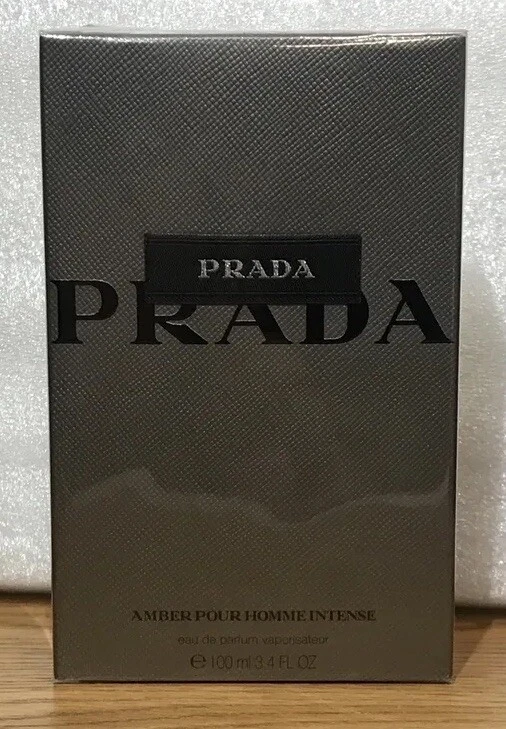 PRADA
PRADA
AMBER POUR HOMME INTENSE
eau de parfum vaporisateur
℮ 100 ml 3.4 FL OZ